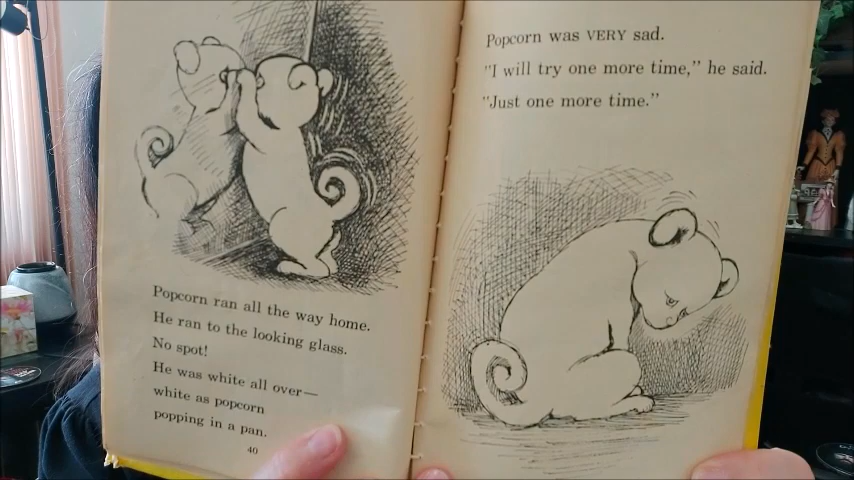 Popcorn ran all the way home.
He ran to the looking glass.
No spot!
He was white all over—
white as popcorn
popping in a pan.
40
Popcorn was VERY sad.
"I will try one more time," he said.
"Just one more time."